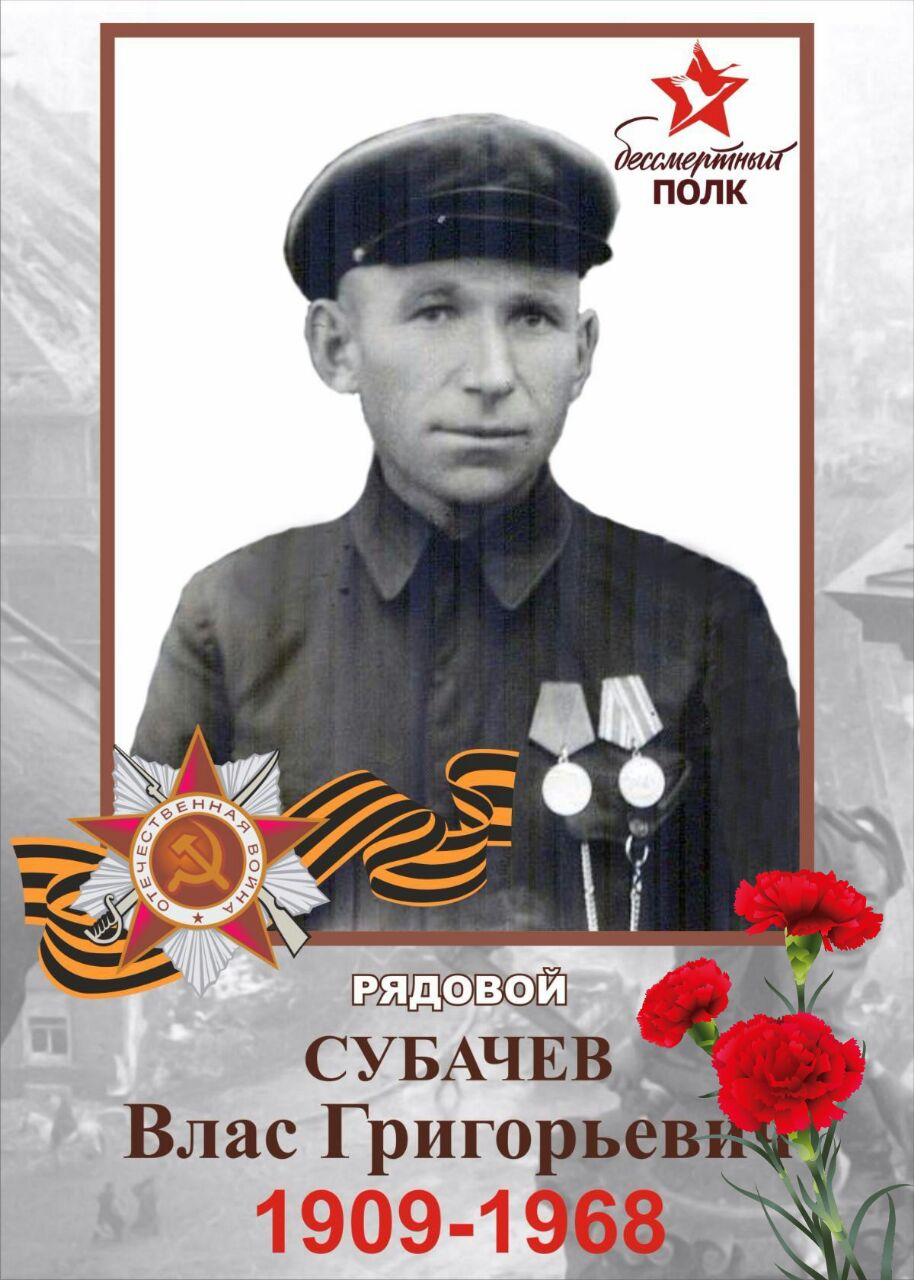 бессмертный
ПОЛК
ОТЕЧЕСТВЕННАЯ ВОЙНА
РЯДОВОЙ
СУБАЧЕВ
Влас Григорьевич
1909-1968